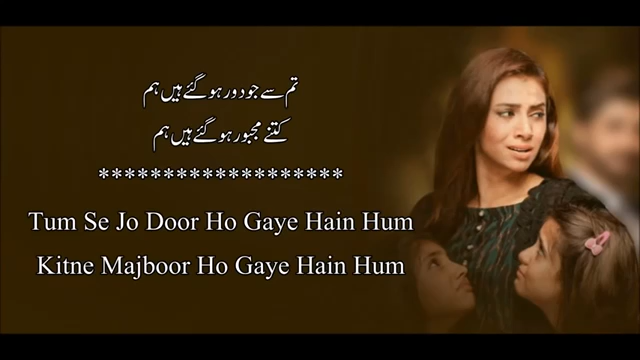 تم سے جو دور ہو گئے ہیں ہم
کتنے مجبور ہو گئے ہیں ہم
*******************
Tum Se Jo Door Ho Gaye Hain Hum
Kitne Majboor Ho Gaye Hain Hum